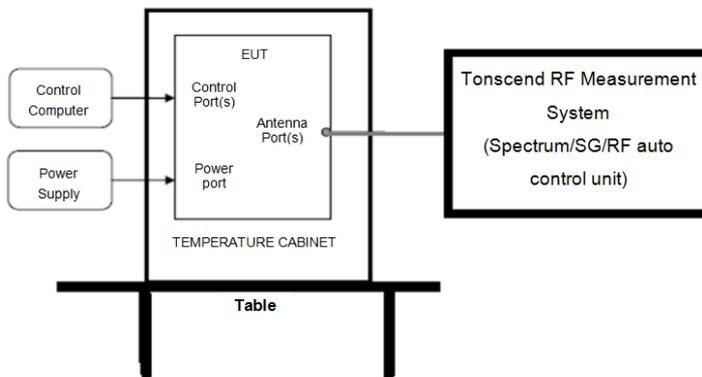 EUT
Control
Computer
Control
Port(s)
Antenna
Port(s)
Power
Supply
Power
port
TEMPERATURE CABINET
Table
Tonscend RF Measurement
System
(Spectrum/SG/RF auto
control unit)